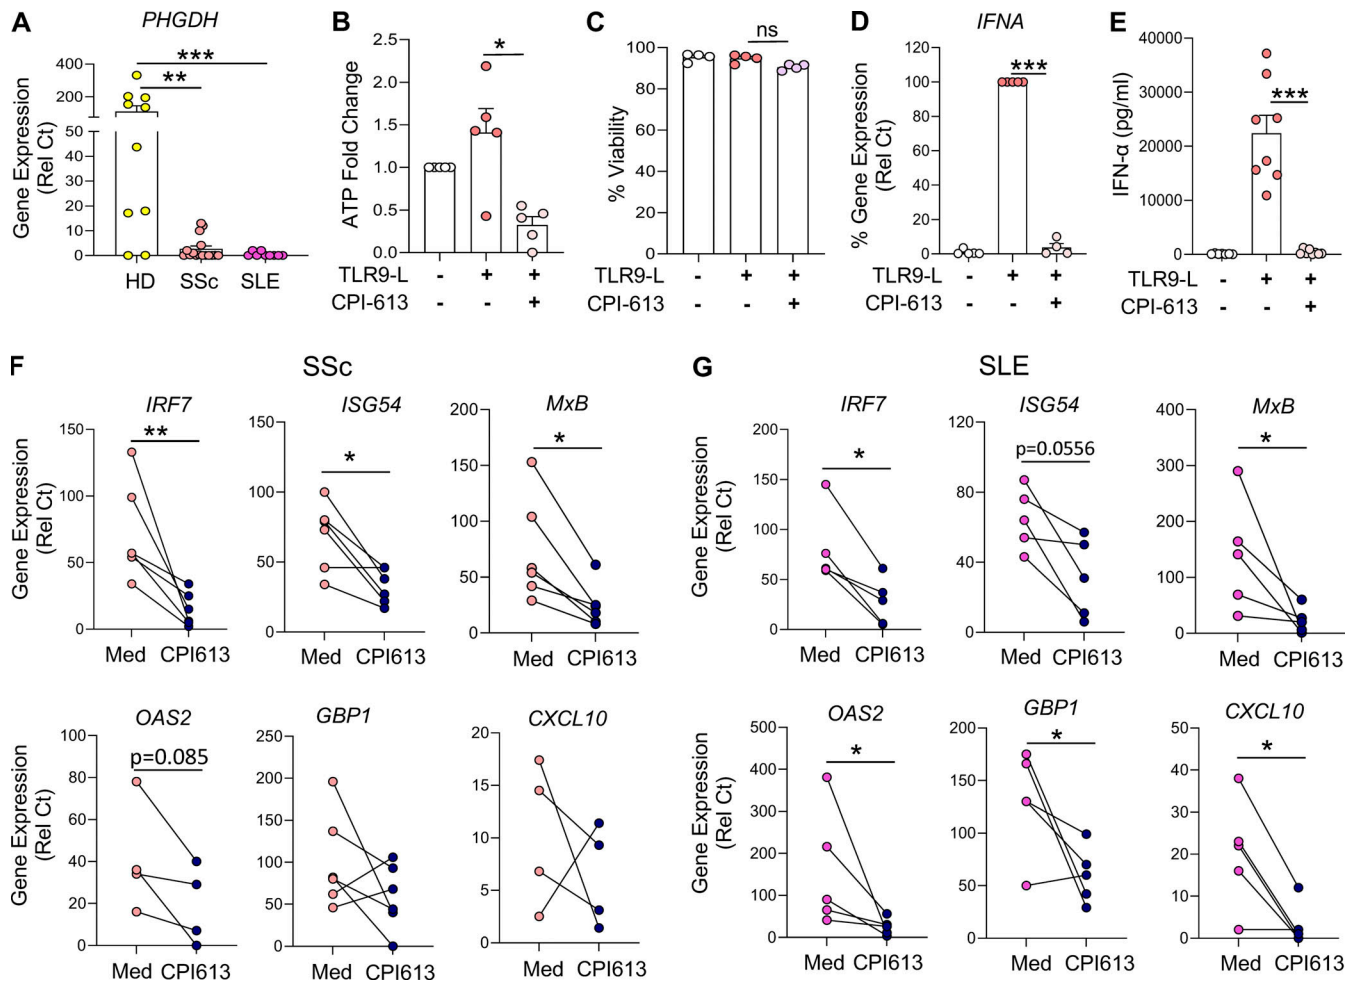 A
PHGDH
***
**
Gene Expression
(Rel Ct)
400
200
50
40
30
20
10
0
HD SSc SLE
B
*
ATP Fold Change
2.5
2.0
1.5
1.0
0.5
0.0
TLR9-L - + +
CPI-613 - - +
C
ns
% Viability
100
80
60
40
20
0
TLR9-L - + +
CPI-613 - - +
D
IFNA
***
% Gene Expression
(Rel Ct)
120
100
80
60
40
20
0
TLR9-L - + +
CPI-613 - - +
E
***
IFN-α (pg/ml)
40000
30000
20000
10000
0
TLR9-L - + +
CPI-613 - - +
F
SSc
IRF7
**
Gene Expression
(Rel Ct)
150
100
50
0
Med CPI613
ISG54
*
150
100
50
0
Med CPI613
MxB
*
200
150
100
50
0
Med CPI613
OAS2
p=0.085
Gene Expression
(Rel Ct)
100
80
60
40
20
0
Med CPI613
GBP1
250
200
150
100
50
0
Med CPI613
CXCL10
20
15
10
5
0
Med CPI613
G
SLE
IRF7
*
Gene Expression
(Rel Ct)
200
150
100
50
0
Med CPI613
ISG54
p=0.0556
120
80
40
0
Med CPI613
MxB
*
400
300
200
100
0
Med CPI613
OAS2
*
Gene Expression
(Rel Ct)
500
400
300
200
100
0
Med CPI613
GBP1
*
200
150
100
50
0
Med CPI613
CXCL10
*
50
40
30
20
10
0
Med CPI613